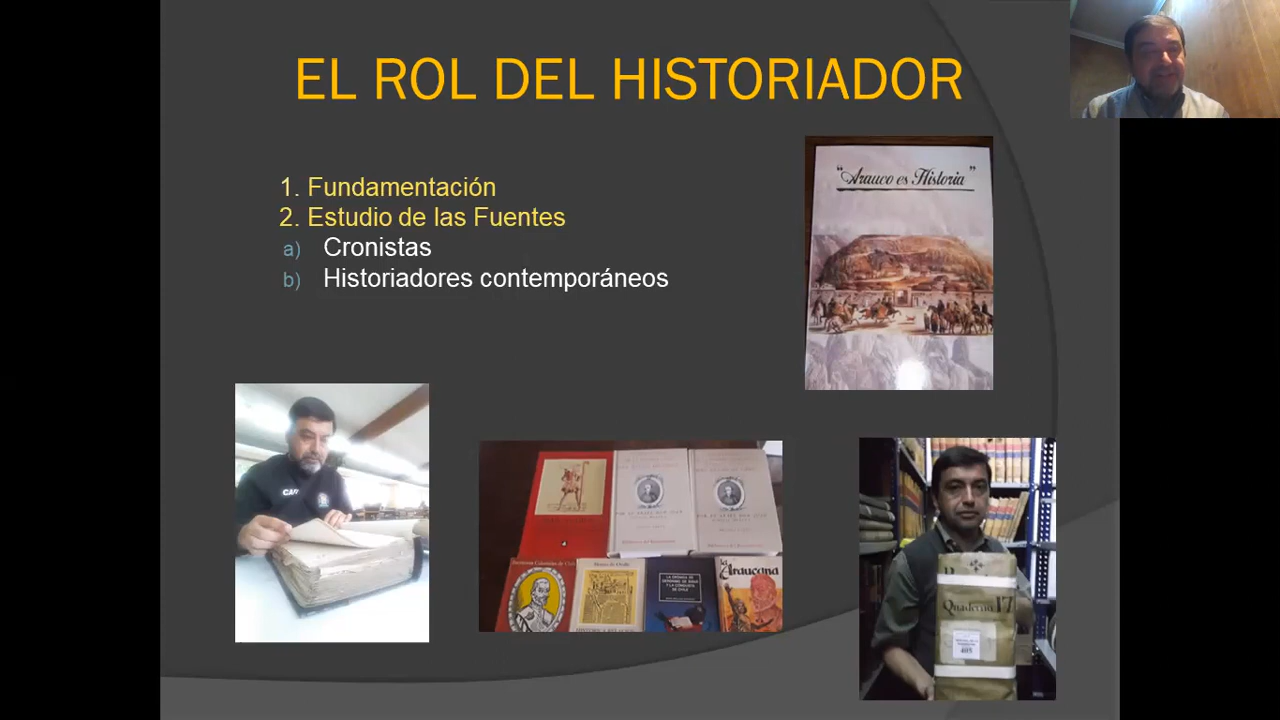 EL ROL DEL HISTORIADOR
1. Fundamentación
2. Estudio de las Fuentes
a) Cronistas
b) Historiadores contemporáneos
"Arauco es Historia"
la Araucana
Quaderno 17
405